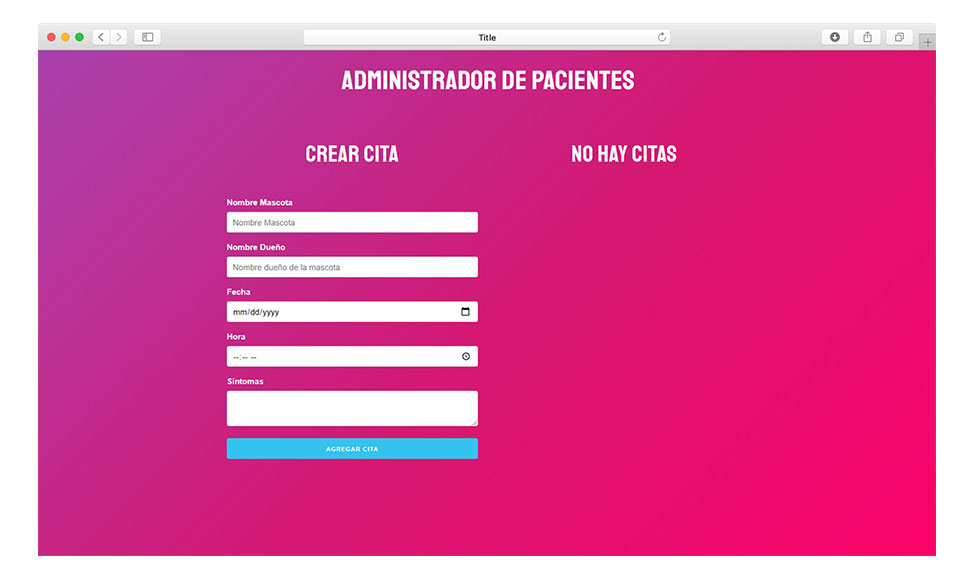 Title
ADMINISTRADOR DE PACIENTES
CREAR CITA
NO HAY CITAS
Nombre Mascota
Nombre Mascota
Nombre Dueño
Nombre dueño de la mascota
Fecha
mm/dd/yyyy
Hora
--:-- --
Síntomas
AGREGAR CITA